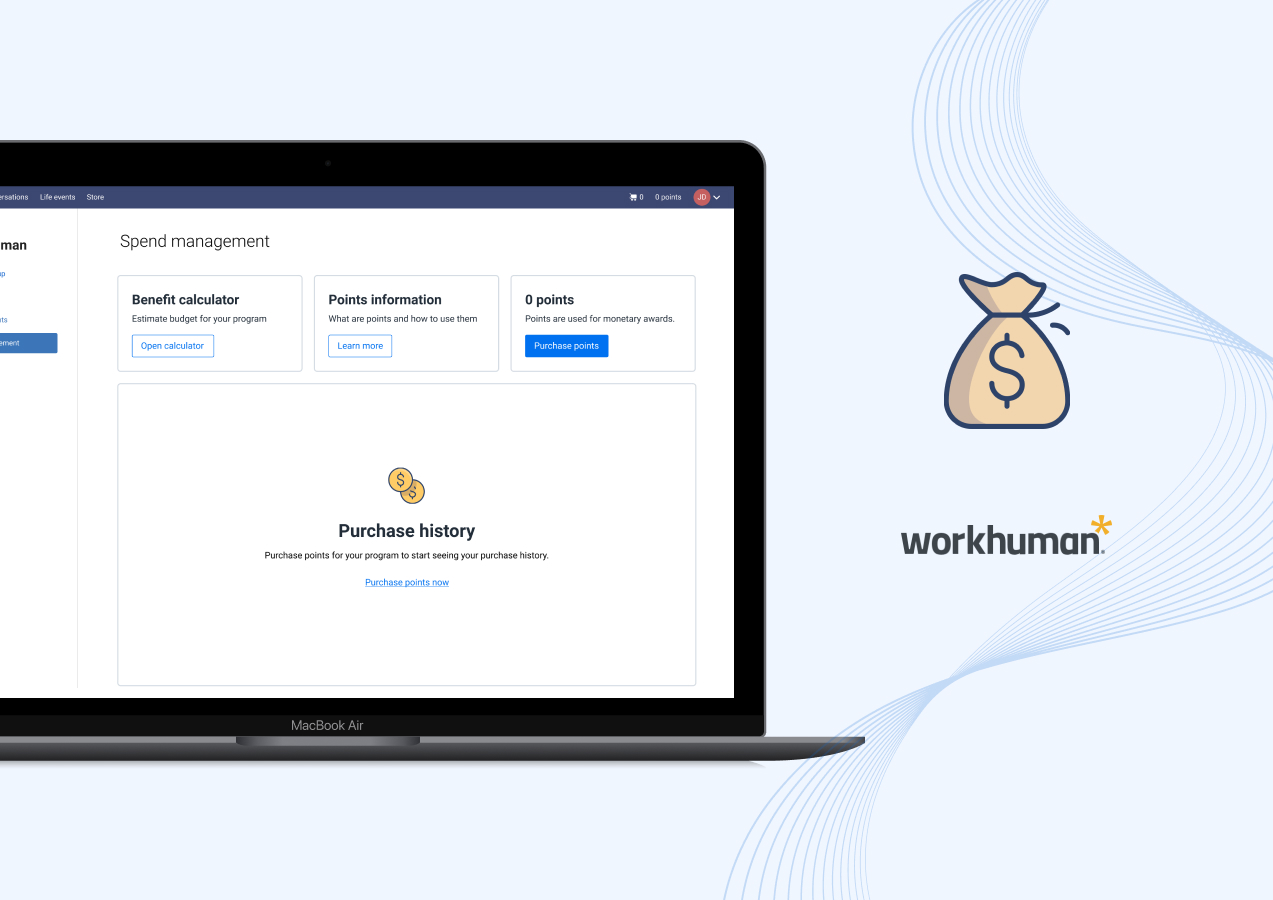 ersations Life events Store 0 0 points JD
man
Spend management
up
nts
ement
Benefit calculator
Estimate budget for your program
Open calculator
Points information
What are points and how to use them
Learn more
0 points
Points are used for monetary awards.
Purchase points
$ $
Purchase history
Purchase points for your program to start seeing your purchase history.
Purchase points now
MacBook Air
$
workhuman*